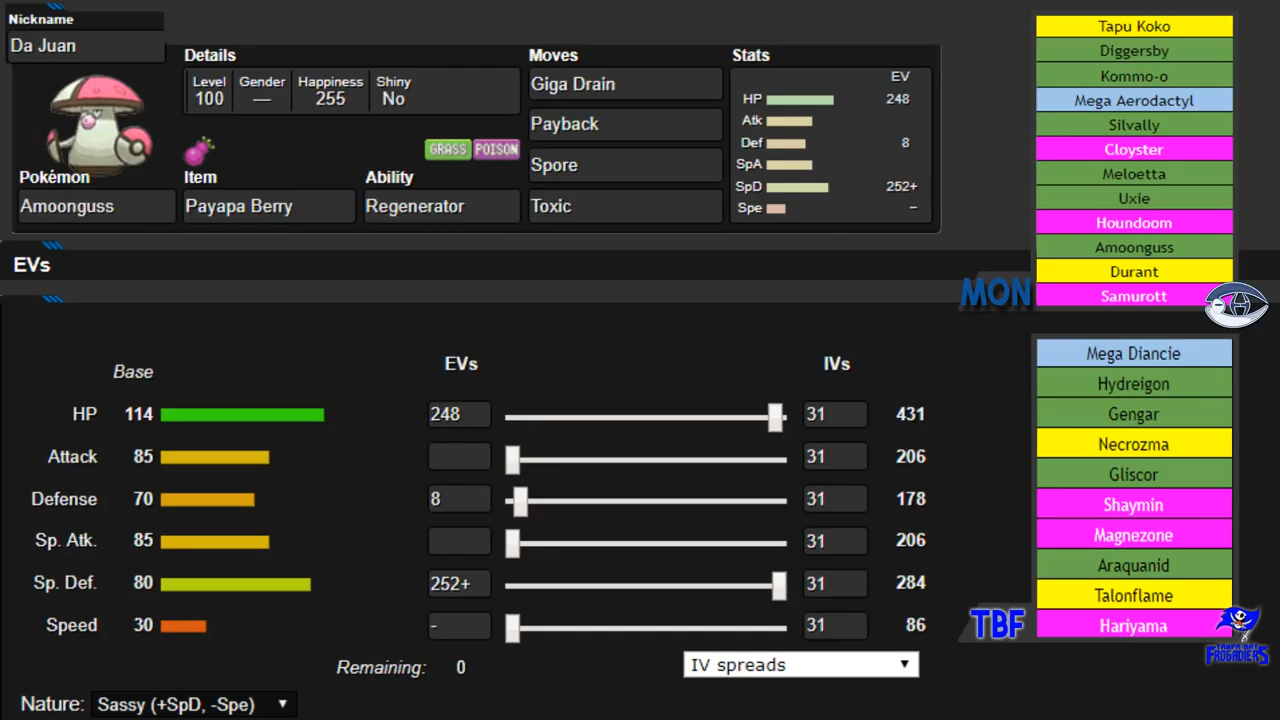 Nickname
Da Juan
Details
Level Gender Happiness Shiny
100 — 255 No
GRASS POISON
Pokémon Item Ability
Amoonguss Payapa Berry Regenerator
Moves
Giga Drain
Payback
Spore
Toxic
Stats
EV
HP 248
Atk
Def 8
SpA
SpD 252+
Spe –
EVs
Base EVs IVs
HP 114 248 31 431
Attack 85 31 206
Defense 70 8 31 178
Sp. Atk. 85 31 206
Sp. Def. 80 252+ 31 284
Speed 30 - 31 86
Remaining: 0
IV spreads
Nature: Sassy (+SpD, -Spe)
Tapu Koko
Diggersby
Kommo-o
Mega Aerodactyl
Silvally
Cloyster
Meloetta
Uxie
Houndoom
Amoonguss
Durant
Samurott
MON
Mega Diancie
Hydreigon
Gengar
Necrozma
Gliscor
Shaymin
Magnezone
Araquanid
Talonflame
Hariyama
TBF
TAMPA BAY
FROGADIERS